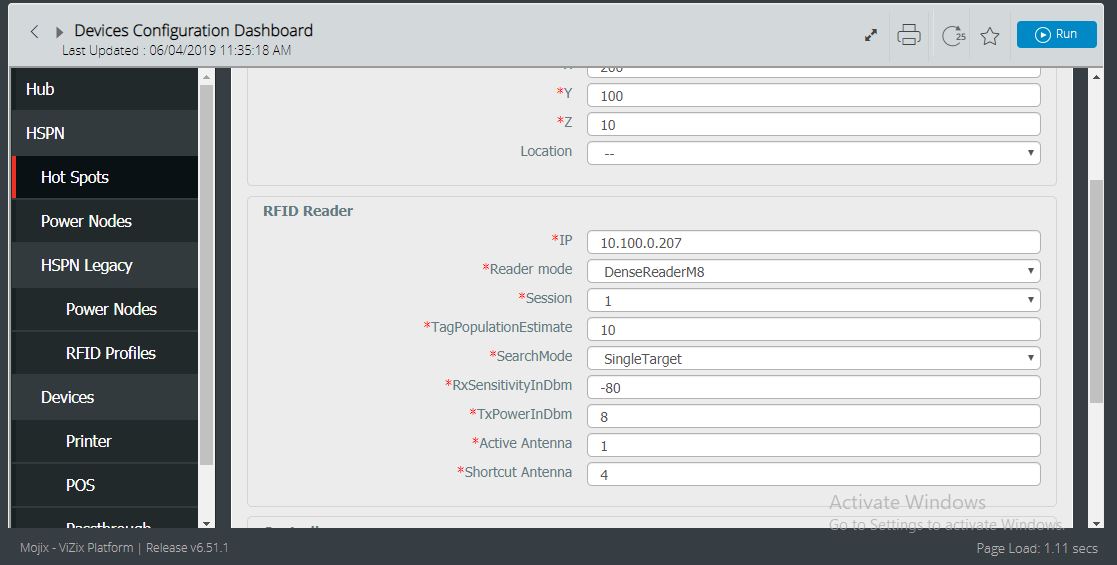 Devices Configuration Dashboard
Last Updated : 06/04/2019 11:35:18 AM
25
Run
Hub
HSPN
Hot Spots
Power Nodes
HSPN Legacy
Power Nodes
RFID Profiles
Devices
Printer
POS
Passthrough
200
*Y 100
*Z 10
Location --
RFID Reader
*IP 10.100.0.207
*Reader mode DenseReaderM8
*Session 1
*TagPopulationEstimate 10
*SearchMode SingleTarget
*RxSensitivityInDbm -80
*TxPowerInDbm 8
*Active Antenna 1
*Shortcut Antenna 4
Activate Windows
Go to Settings to activate Windows.
Mojix - ViZix Platform | Release v6.51.1
Page Load: 1.11 secs